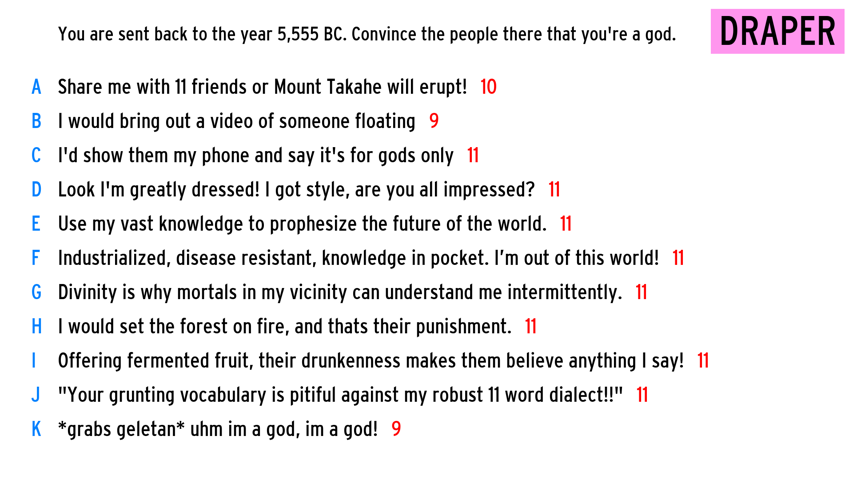 You are sent back to the year 5,555 BC. Convince the people there that you're a god.
DRAPER
A Share me with 11 friends or Mount Takahe will erupt! 10
B I would bring out a video of someone floating 9
C I'd show them my phone and say it's for gods only 11
D Look I'm greatly dressed! I got style, are you all impressed? 11
E Use my vast knowledge to prophesize the future of the world. 11
F Industrialized, disease resistant, knowledge in pocket. I’m out of this world! 11
G Divinity is why mortals in my vicinity can understand me intermittently. 11
H I would set the forest on fire, and thats their punishment. 11
I Offering fermented fruit, their drunkenness makes them believe anything I say! 11
J "Your grunting vocabulary is pitiful against my robust 11 word dialect!!" 11
K *grabs geletan* uhm im a god, im a god! 9